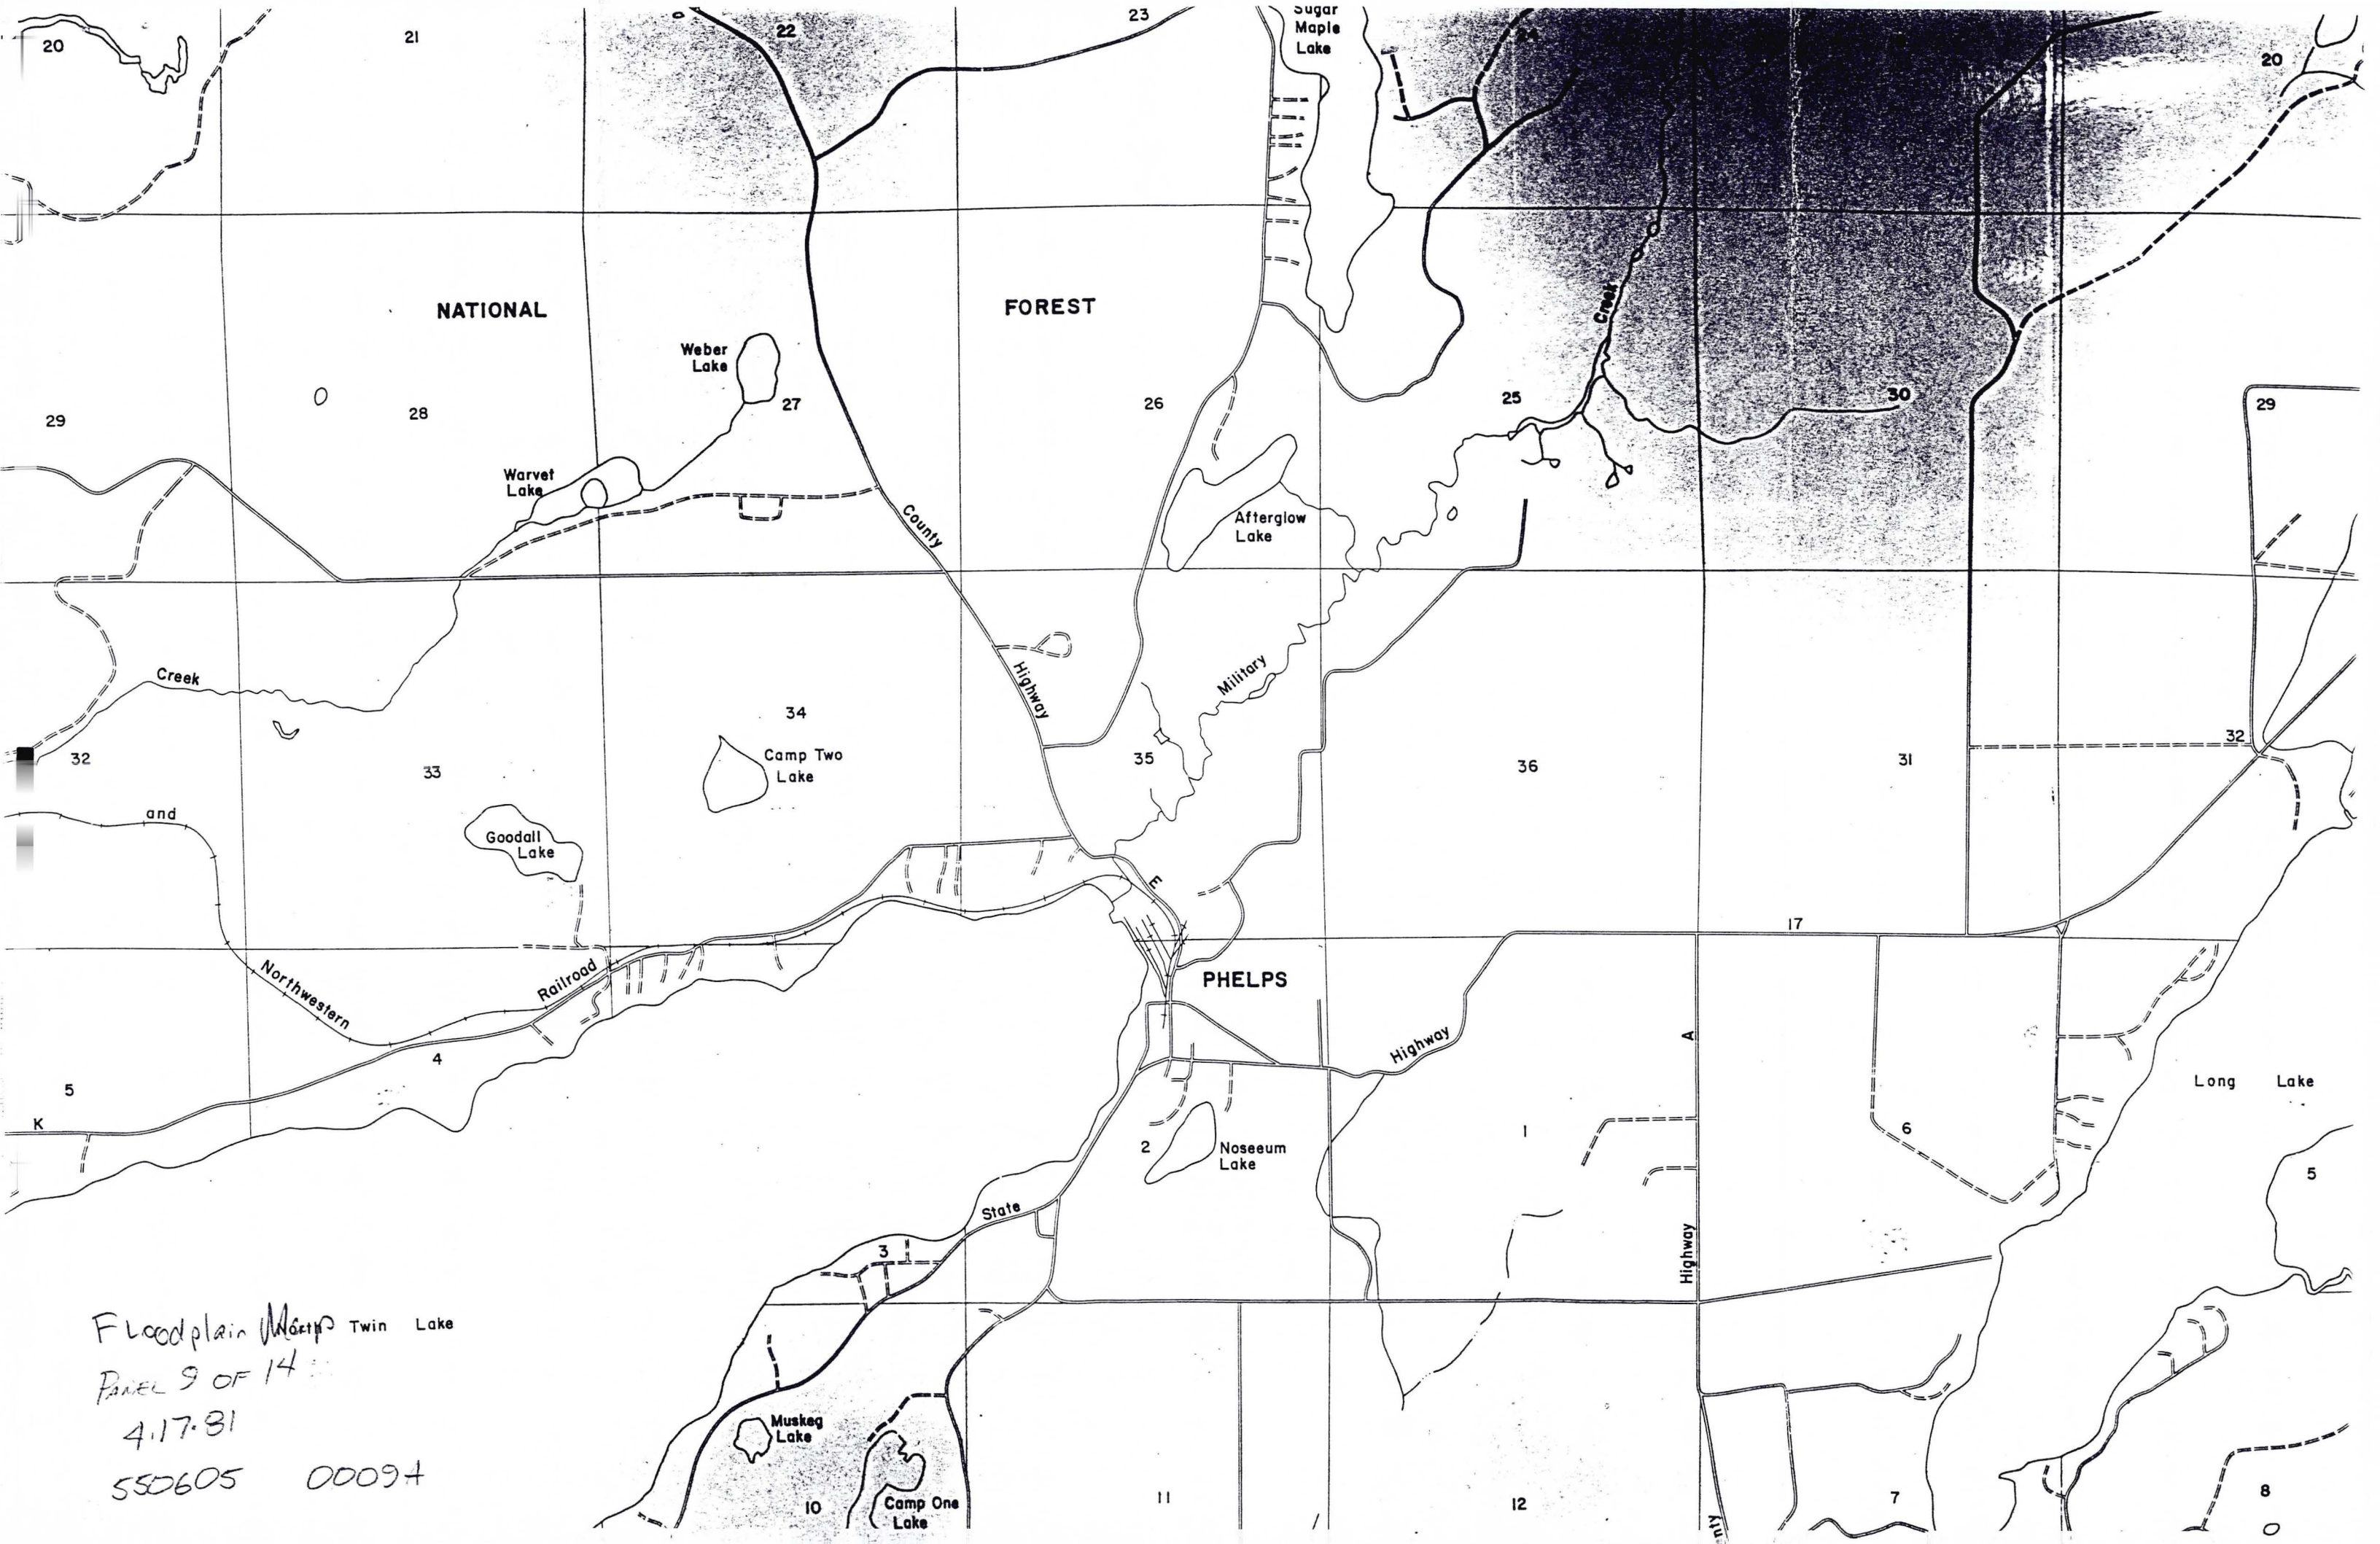 20
21
22
23
Sugar
Maple
Lake
24
20
NATIONAL
FOREST
Creek
Weber
Lake
29
28
27
26
25
30
29
Warvet
Lake
County
Afterglow
Lake
Creek
Highway
Military
34
Camp Two
Lake
32
33
35
36
31
32
and
Goodall
Lake
E
17
Northwestern
Railroad
PHELPS
Highway
A
4
5
K
Long Lake
2
Noseeum
Lake
1
6
5
State
Highway
3
Floodplain Twin Lake
PANEL 9 OF 14
4.17.81
550605 0009A
Muskeg
Lake
10
Camp One
Lake
11
12
nty
7
8